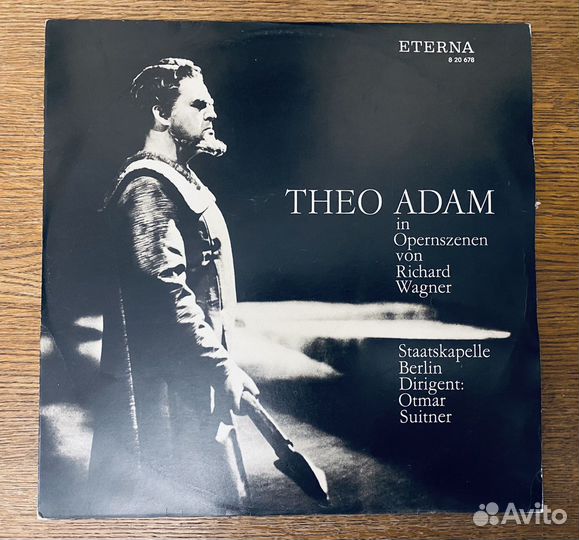 ETERNA
8 20 678
THEO ADAM
in
Opernszenen
von
Richard
Wagner
Staatskapelle
Berlin
Dirigent:
Otmar
Suitner
Avito